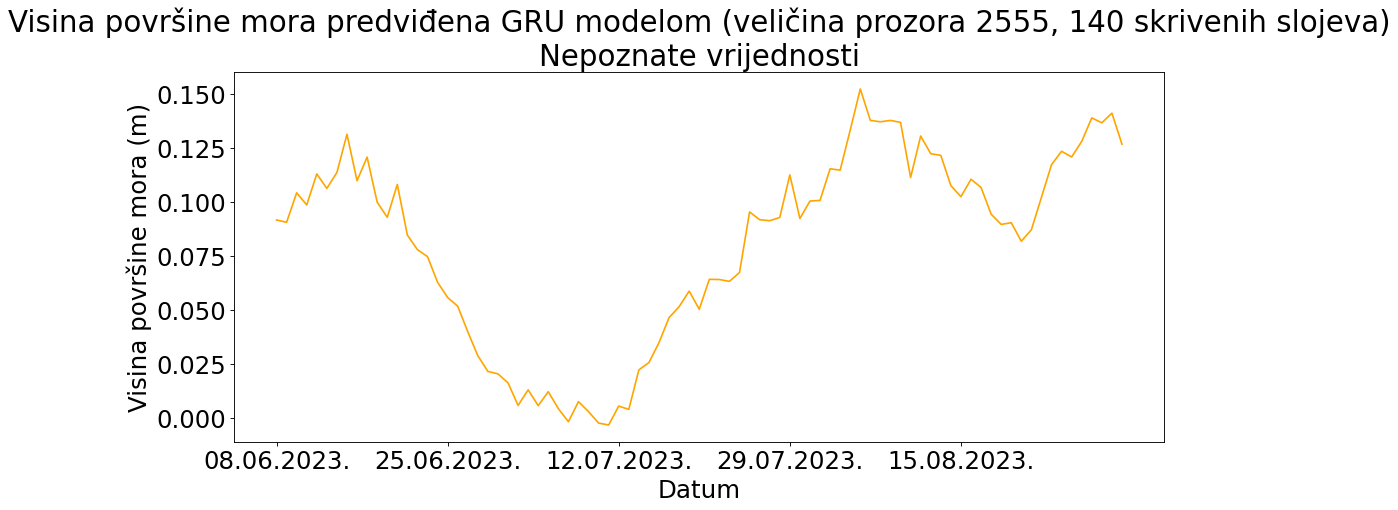 Visina površine mora predviđena GRU modelom (veličina prozora 2555, 140 skrivenih slojeva)
Nepoznate vrijednosti
Visina površine mora (m)
0.150
0.125
0.100
0.075
0.050
0.025
0.000
08.06.2023. 25.06.2023. 12.07.2023. 29.07.2023. 15.08.2023.
Datum